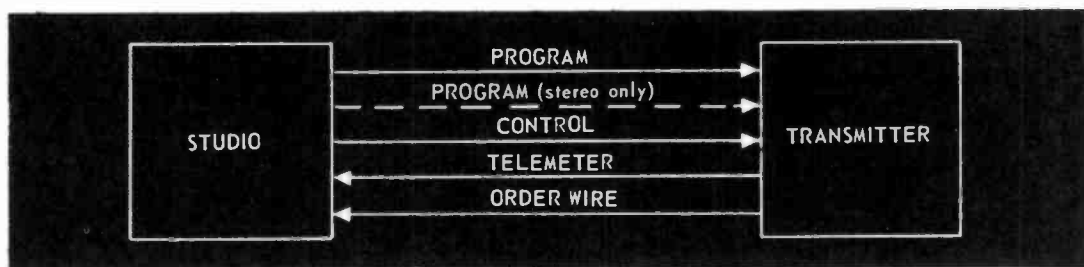 PROGRAM
PROGRAM (stereo only)
CONTROL
STUDIO
TRANSMITTER
TELEMETER
ORDER WIRE